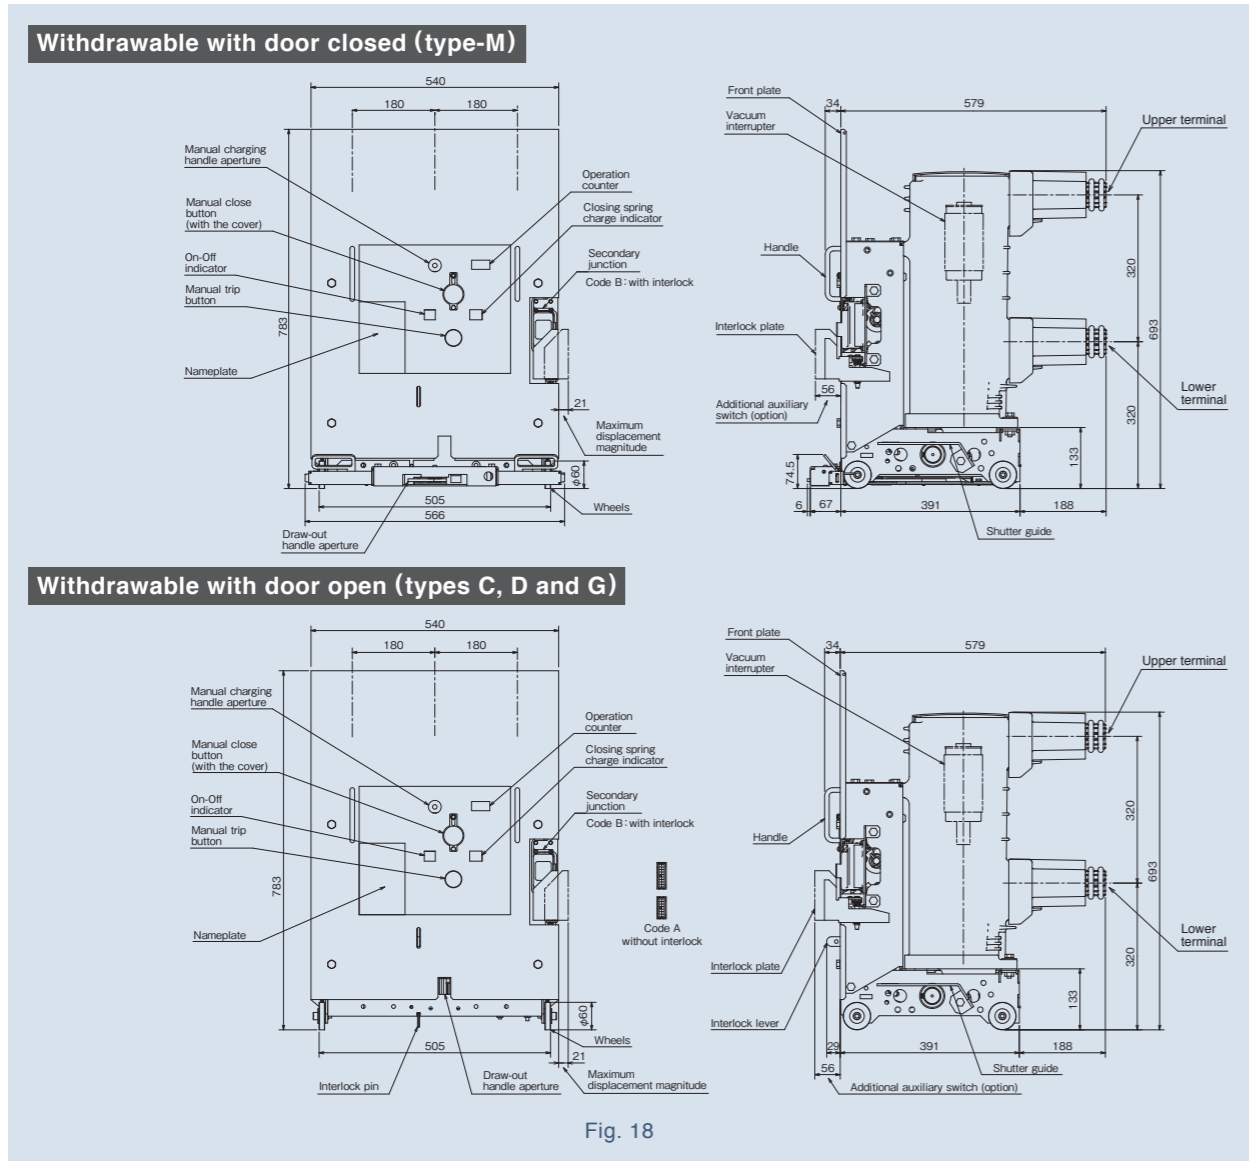 Withdrawable with door closed (type-M)
540
180
180
Manual charging
handle aperture
Manual close
button
(with the cover)
On-Off
indicator
Manual trip
button
783
Nameplate
Operation
counter
Closing spring
charge indicator
Secondary
junction
Code B: with interlock
21
Maximum
displacement
magnitude
φ60
505
566
Wheels
Draw-out
handle aperture
Front plate
34
579
Vacuum
interrupter
Upper terminal
Handle
320
693
Interlock plate
56
Additional auxiliary
switch (option)
Lower
terminal
320
133
74.5
6
67
391
188
Shutter guide
Withdrawable with door open (types C, D and G)
540
180
180
Manual charging
handle aperture
Manual close
button
(with the cover)
On-Off
indicator
Manual trip
button
783
Nameplate
Operation
counter
Closing spring
charge indicator
Secondary
junction
Code B: with interlock
Code A
without interlock
φ60
505
Wheels
21
Interlock pin
Draw-out
handle aperture
Maximum
displacement magnitude
Front plate
34
579
Vacuum
interrupter
Upper terminal
Handle
320
693
Interlock plate
Lower
terminal
320
Interlock lever
133
29
391
188
56
Shutter guide
Additional auxiliary switch (option)
Fig. 18